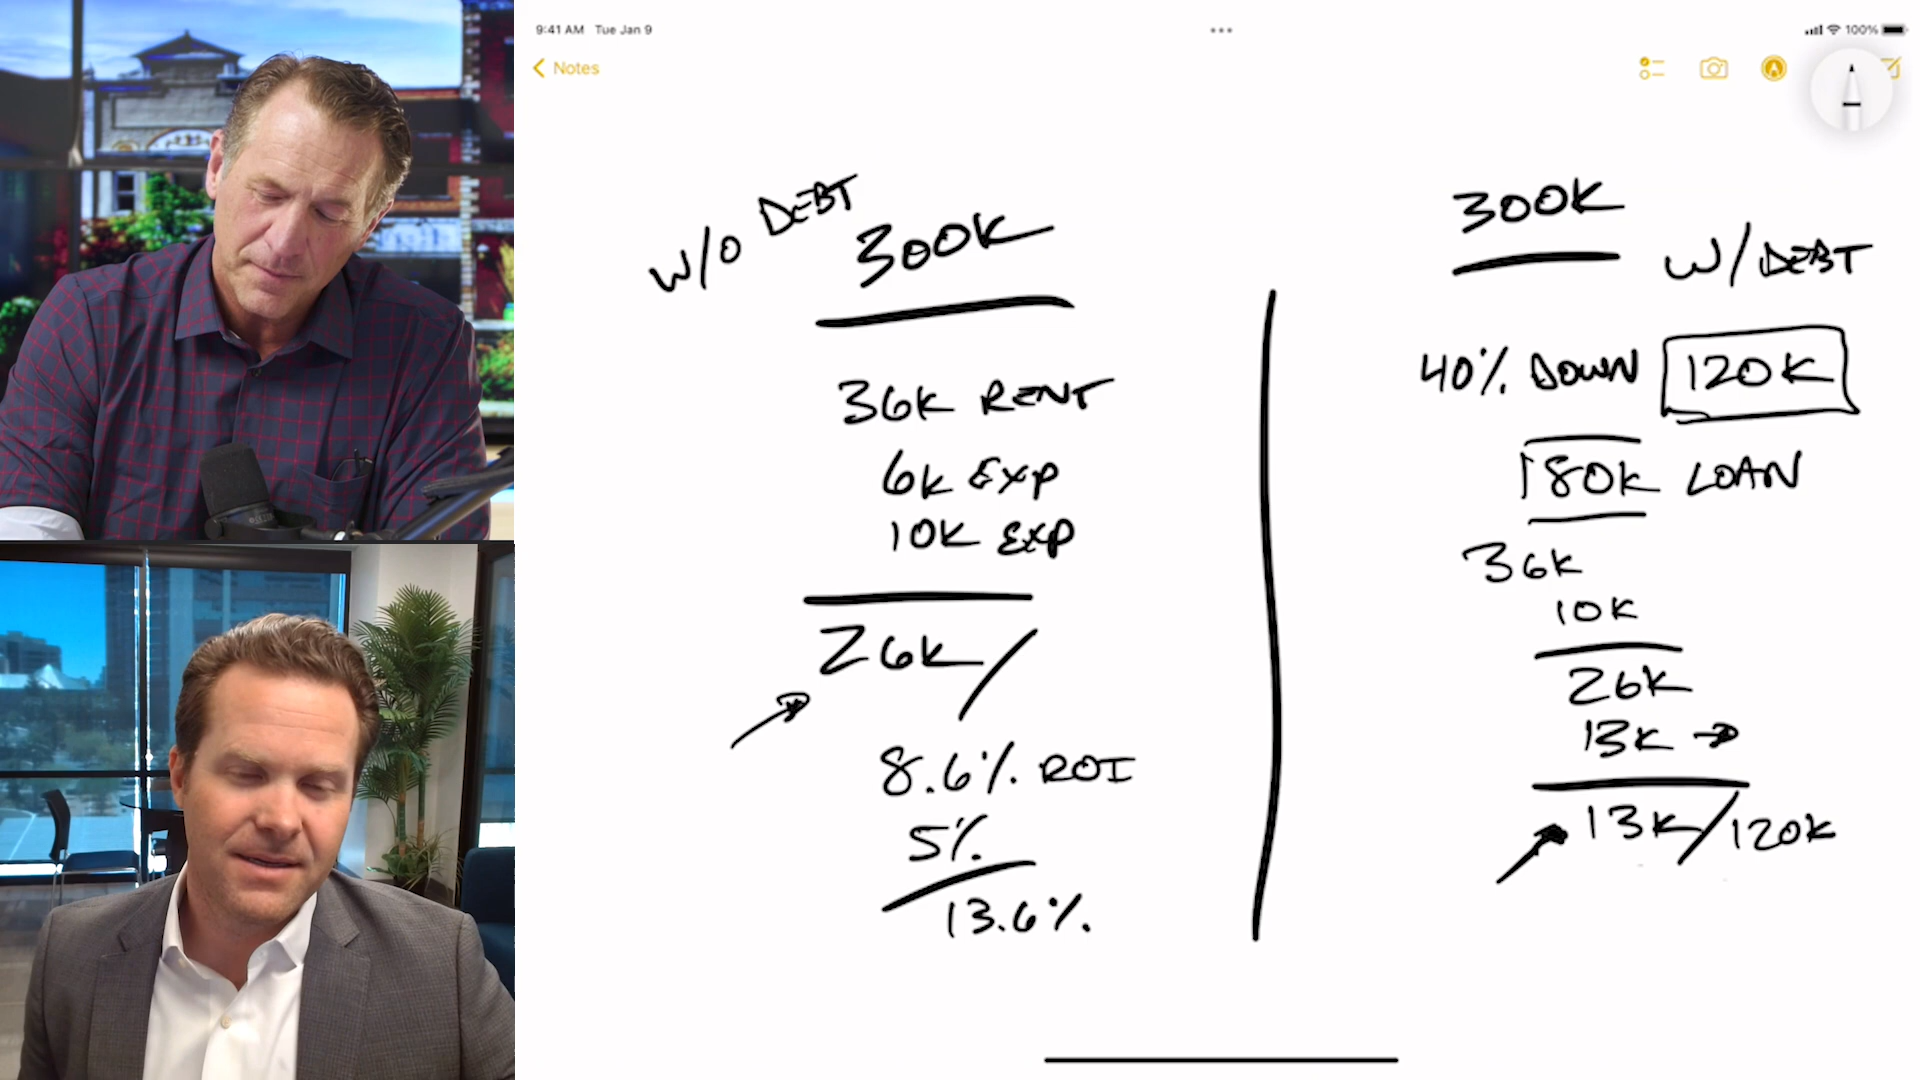 9:41 AM Tue Jan 9
100%
Notes
W/O DEBT
300K
36K RENT
6K EXP
10K EXP
26K/
8.6% ROI
5%
13.6%
300K
W/ DEBT
40% DOWN 120K
180K LOAN
36K
10K
26K
13K →
13K/120K